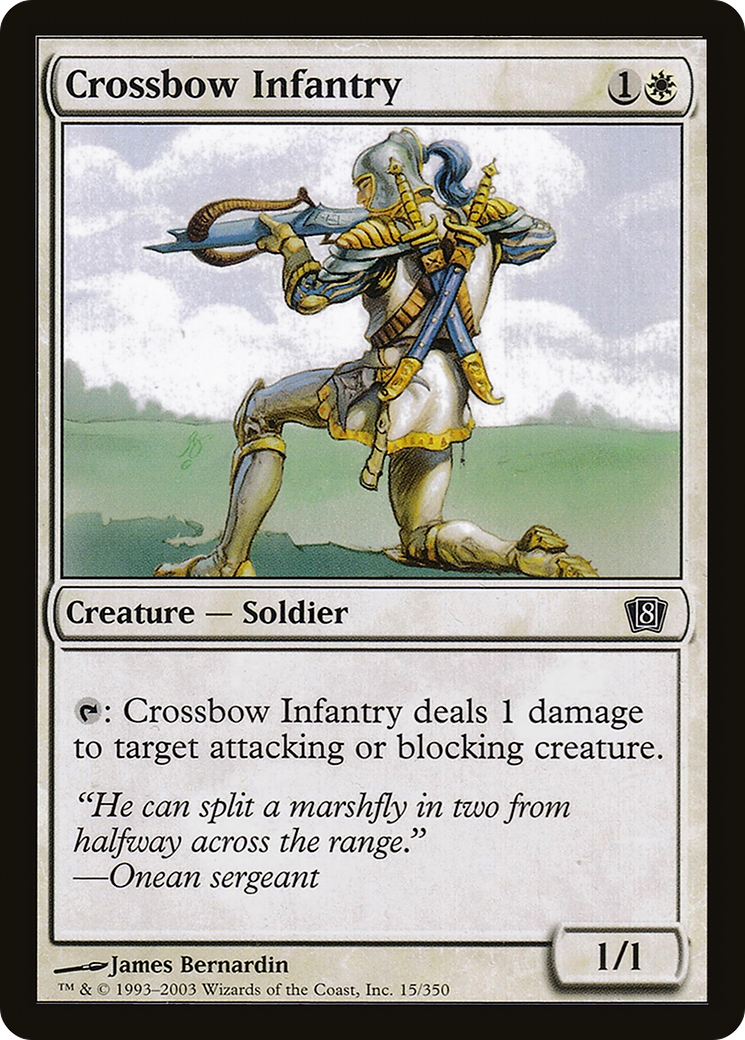 Crossbow Infantry 1
Creature — Soldier 8
: Crossbow Infantry deals 1 damage
to target attacking or blocking creature.
“He can split a marshfly in two from
halfway across the range.”
—Onean sergeant
1/1
James Bernardin
™ & © 1993–2003 Wizards of the Coast, Inc. 15/350